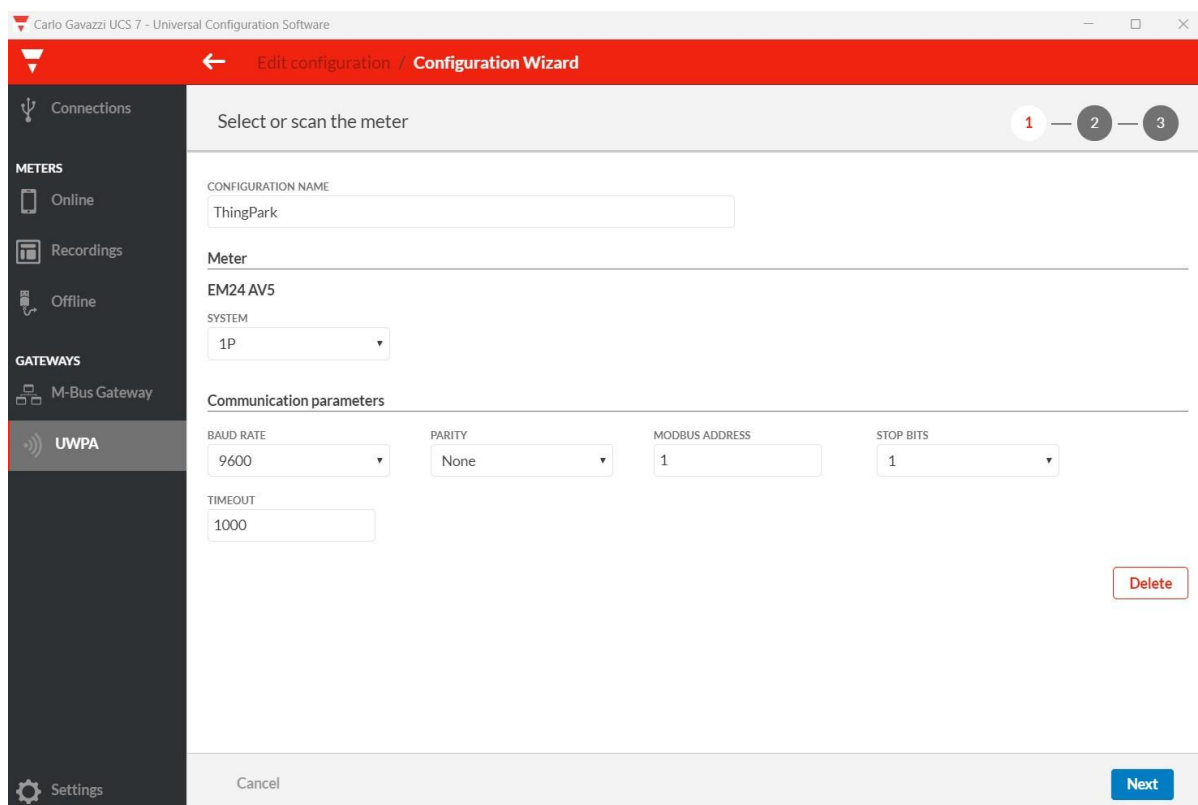 Carlo Gavazzi UCS 7 - Universal Configuration Software
Edit configuration / Configuration Wizard
Connections
METERS
Online
Recordings
Offline
GATEWAYS
M-Bus Gateway
UWPA
Settings
Select or scan the meter
1 — 2 — 3
CONFIGURATION NAME
ThingPark
Meter
EM24 AV5
SYSTEM
1P
Communication parameters
BAUD RATE PARITY MODBUS ADDRESS STOP BITS
9600 None 1 1
TIMEOUT
1000
Delete
Cancel Next